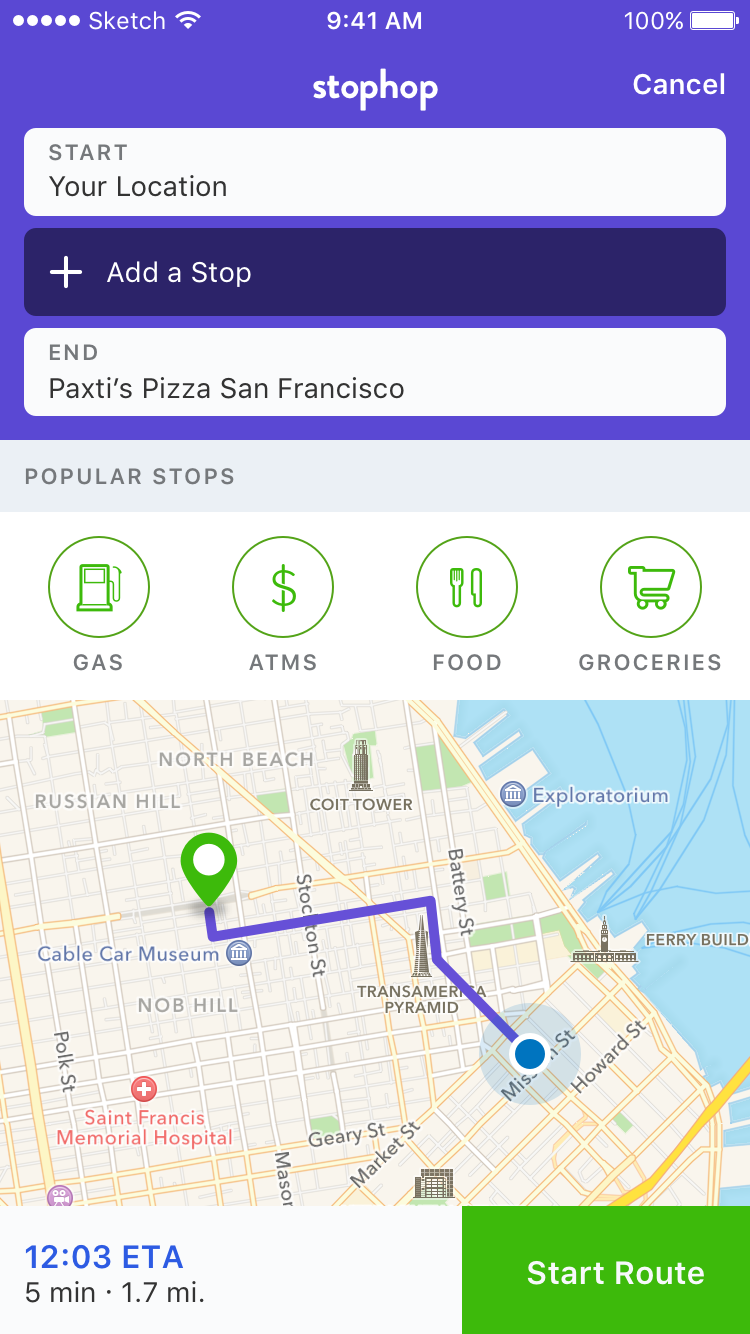 Sketch 9:41 AM 100%
stophop Cancel
START
Your Location
Add a Stop
END
Paxti’s Pizza San Francisco
POPULAR STOPS
GAS ATMS FOOD GROCERIES
NORTH BEACH
RUSSIAN HILL
COIT TOWER
Exploratorium
Battery St
Stockton St
Cable Car Museum
FERRY BUILD
TRANSAMERICA
PYRAMID
NOB HILL
Polk St
Mission St
Howard St
Saint Francis
Memorial Hospital
Geary St
Market St
Mason
12:03 ETA
5 min · 1.7 mi.
Start Route